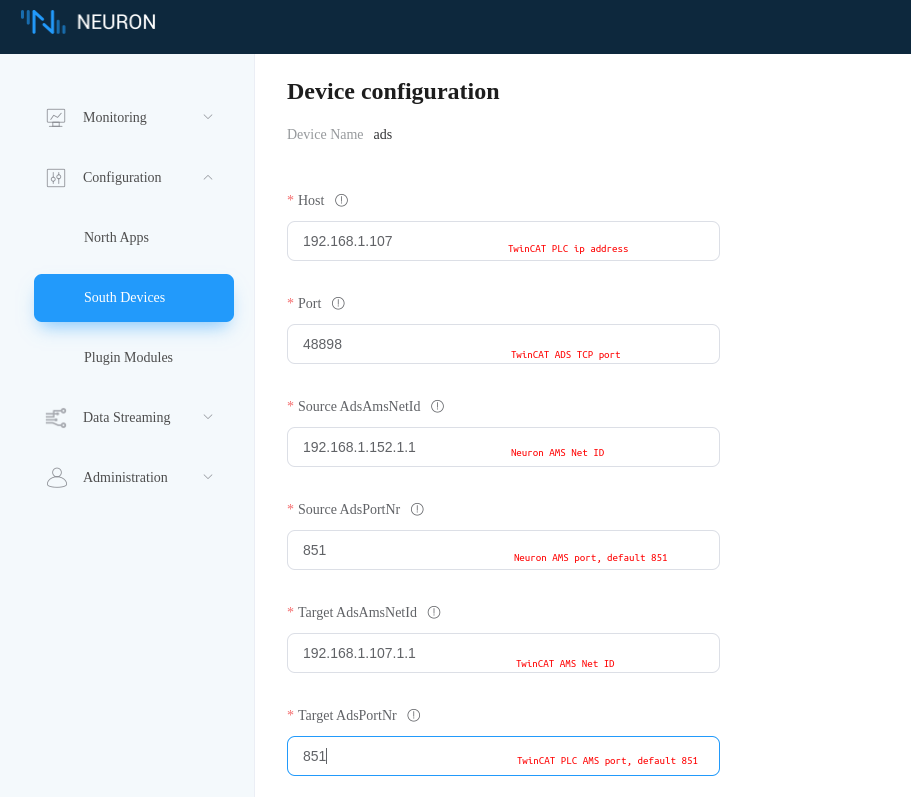 NEURON
Monitoring
Configuration
North Apps
South Devices
Plugin Modules
Data Streaming
Administration
Device configuration
Device Name ads
* Host
192.168.1.107 TwinCAT PLC ip address
* Port
48898 TwinCAT ADS TCP port
* Source AdsAmsNetId
192.168.1.152.1.1 Neuron AMS Net ID
* Source AdsPortNr
851 Neuron AMS port, default 851
* Target AdsAmsNetId
192.168.1.107.1.1 TwinCAT AMS Net ID
* Target AdsPortNr
851 TwinCAT PLC AMS port, default 851